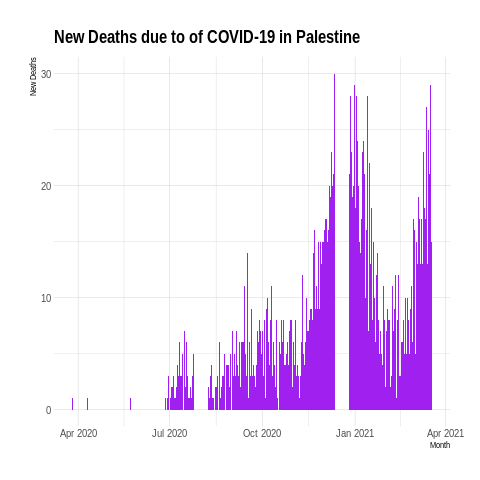 New Deaths due to of COVID-19 in Palestine
New Deaths
30
20
10
0
Apr 2020 Jul 2020 Oct 2020 Jan 2021 Apr 2021
Month